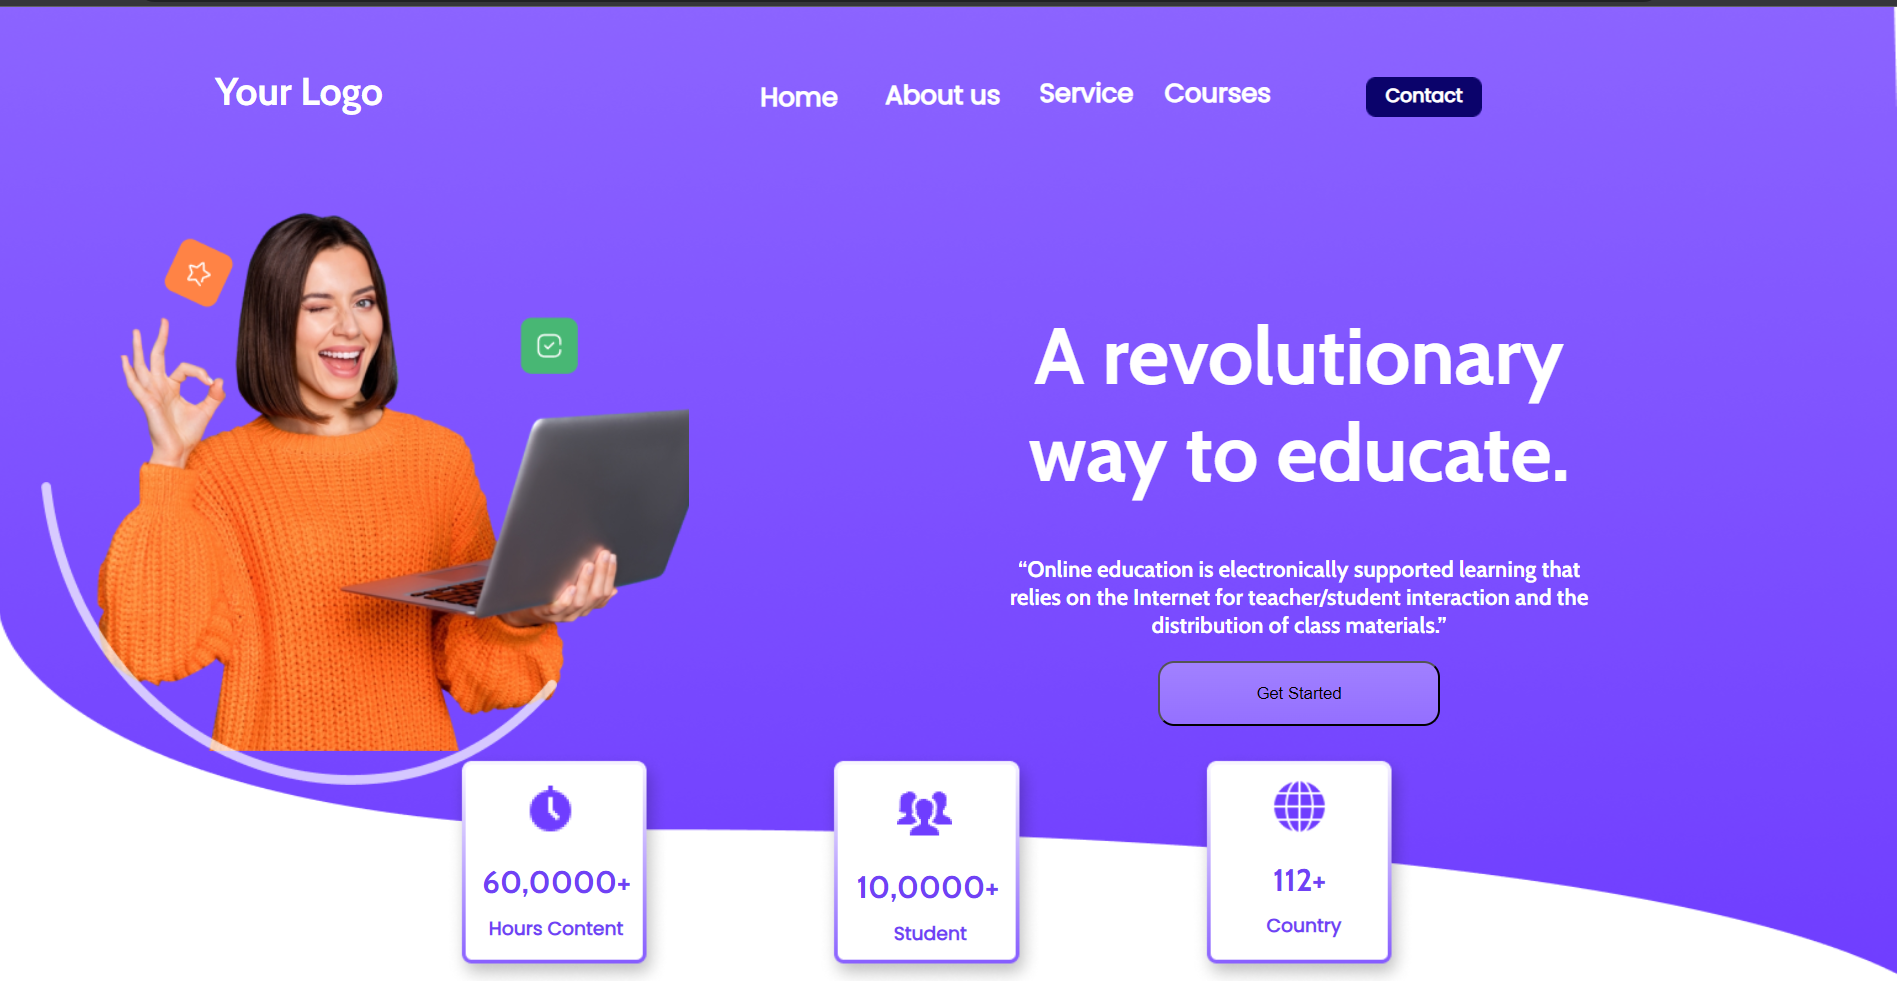 Your Logo
Home About us Service Courses Contact
A revolutionary
way to educate.
“Online education is electronically supported learning that
relies on the Internet for teacher/student interaction and the
distribution of class materials.”
Get Started
60,0000+
Hours Content
10,0000+
Student
112+
Country